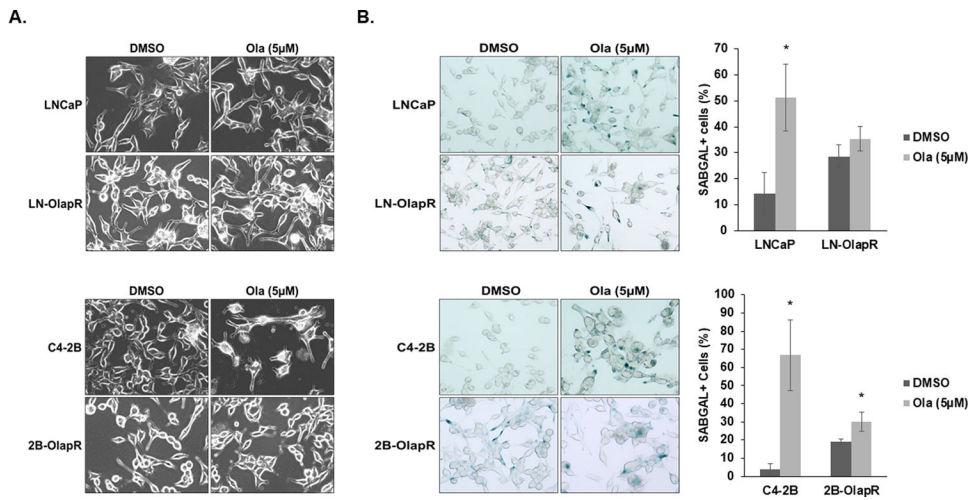 A.
DMSO Ola (5µM)
LNCaP
LN-OlapR
DMSO Ola (5µM)
C4-2B
2B-OlapR
B.
DMSO Ola (5µM)
LNCaP
LN-OlapR
SABGAL+ cells (%)
80
70
60
50
40
30
20
10
0
*
LNCaP LN-OlapR
DMSO
Ola (5µM)
DMSO Ola (5µM)
C4-2B
2B-OlapR
SABGAL+ Cells (%)
100
90
80
70
60
50
40
30
20
10
0
*
*
C4-2B 2B-OlapR
DMSO
Ola (5µM)